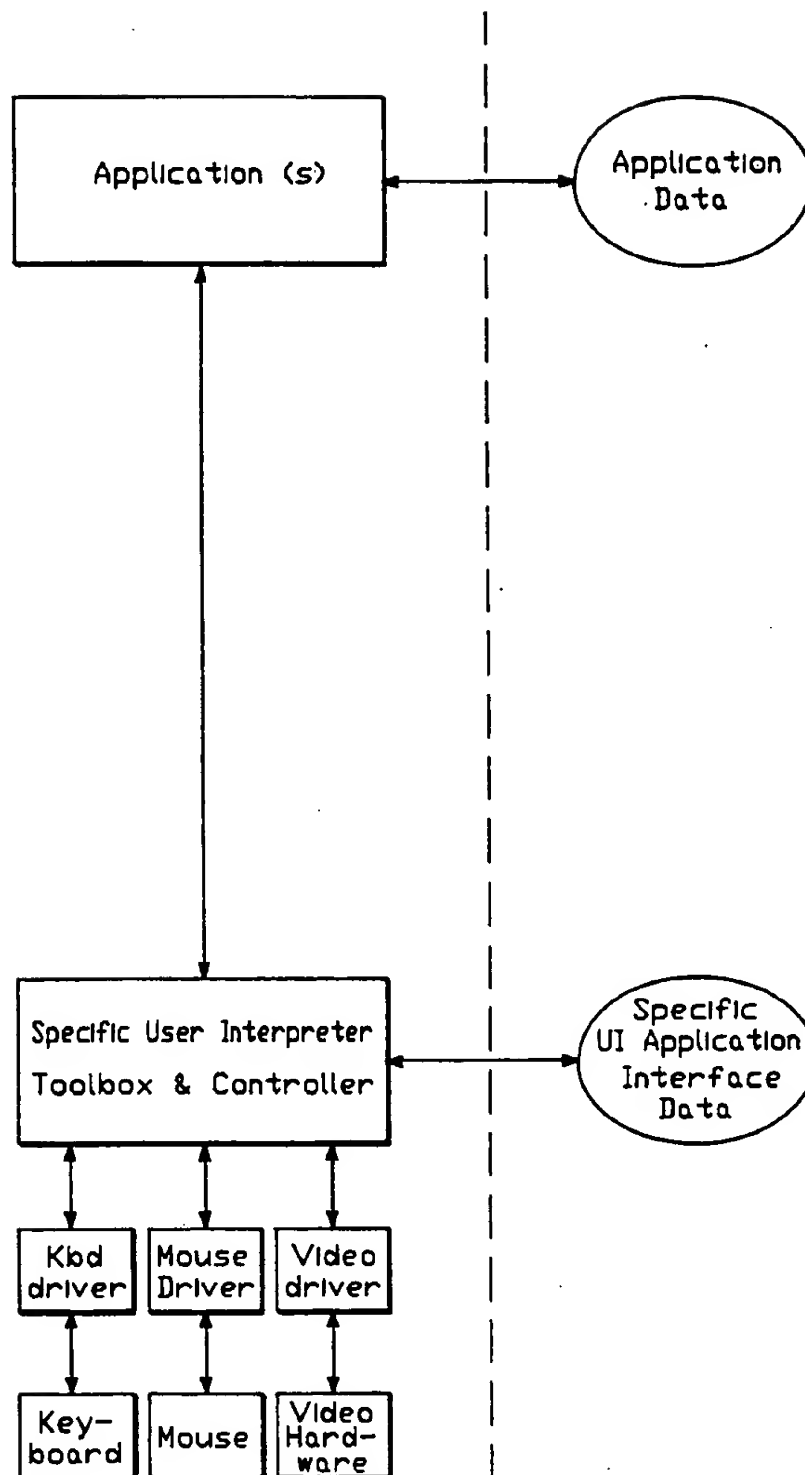 Application (s)
Application
Data
Specific User Interpreter
Toolbox & Controller
Specific
UI Application
Interface
Data
Kbd
driver
Mouse
Driver
Video
driver
Key-
board
Mouse
Video
Hard-
ware